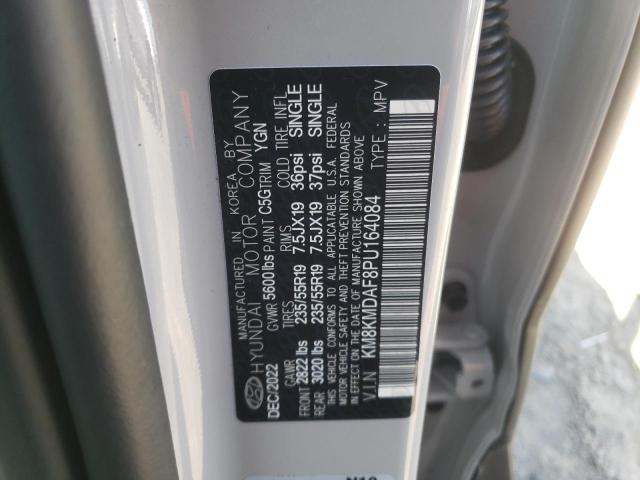 MANUFACTURED IN KOREA BY
HYUNDAI MOTOR COMPANY
DEC/2022 GVWR 5600lbs PAINT C5G TRIM YGN
GAWR TIRES RIMS COLD TIRE INFL
FRONT 2822 lbs 235/55R19 7.5JX19 36psi SINGLE
REAR 3020 lbs 235/55R19 7.5JX19 37psi SINGLE
THIS VEHICLE CONFORMS TO ALL APPLICABLE U.S.A. FEDERAL
MOTOR VEHICLE SAFETY, BUMPER, AND THEFT
PREVENTION STANDARDS IN EFFECT ON THE DATE OF MANUFACTURE SHOWN ABOVE
V.I.N KM8KMDAF8PU164084 TYPE : MPV